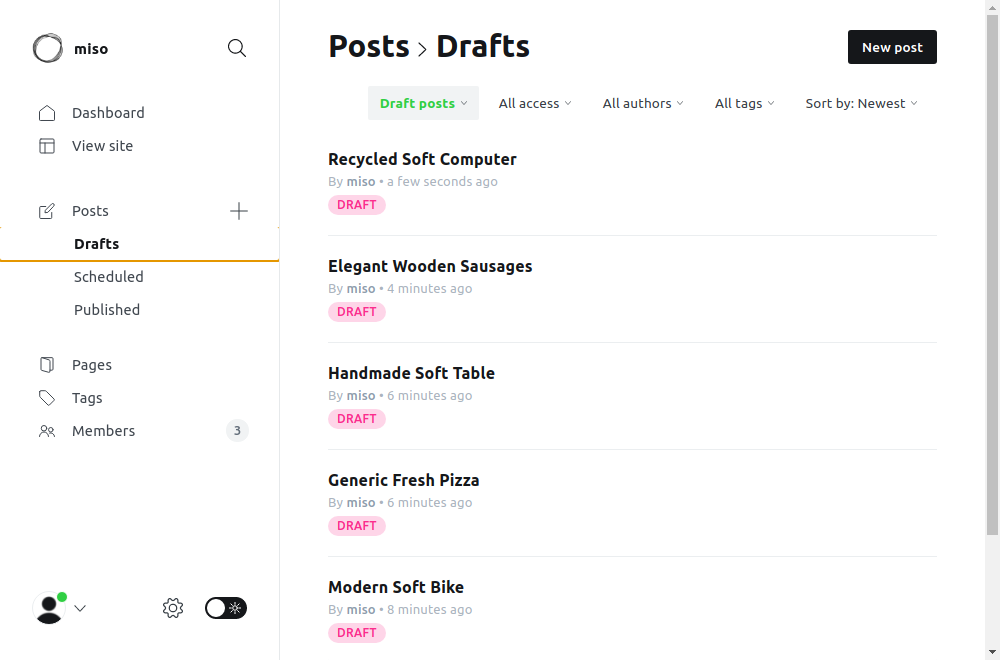 miso
Dashboard
View site
Posts
Drafts
Scheduled
Published
Pages
Tags
Members 3
Posts > Drafts
New post
Draft posts All access All authors All tags Sort by: Newest
Recycled Soft Computer
By miso • a few seconds ago
DRAFT
Elegant Wooden Sausages
By miso • 4 minutes ago
DRAFT
Handmade Soft Table
By miso • 6 minutes ago
DRAFT
Generic Fresh Pizza
By miso • 6 minutes ago
DRAFT
Modern Soft Bike
By miso • 8 minutes ago
DRAFT